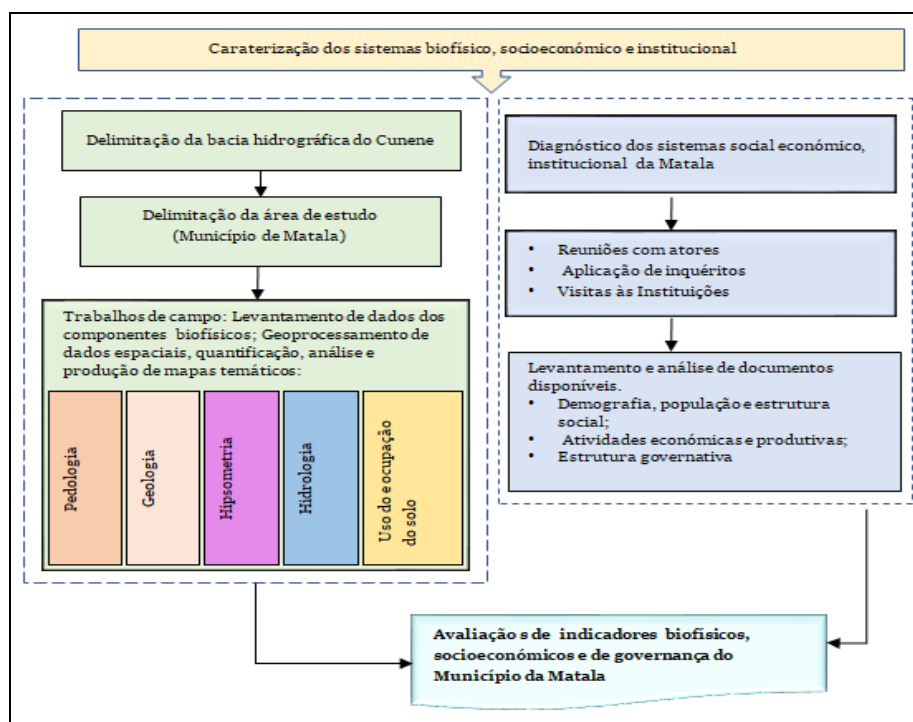 Caraterização dos sistemas biofísico, socioeconómico e institucional
Delimitação da bacia hidrográfica do Cunene
Delimitação da área de estudo
(Município de Matala)
Trabalhos de campo: Levantamento de dados dos
componentes biofísicos; Geoprocessamento de
dados espaciais, quantificação, análise e
produção de mapas temáticos:
Pedologia
Geologia
Hipsometria
Hidrologia
Uso do e ocupação
do solo
Diagnóstico dos sistemas social económico,
institucional da Matala
• Reuniões com atores
• Aplicação de inquéritos
• Visitas às Instituições
Levantamento e análise de documentos
disponíveis.
• Demografia, população e estrutura
social;
• Atividades económicas e produtivas;
• Estrutura governativa
Avaliação s de indicadores biofísicos,
socioeconómicos e de governança do
Município da Matala